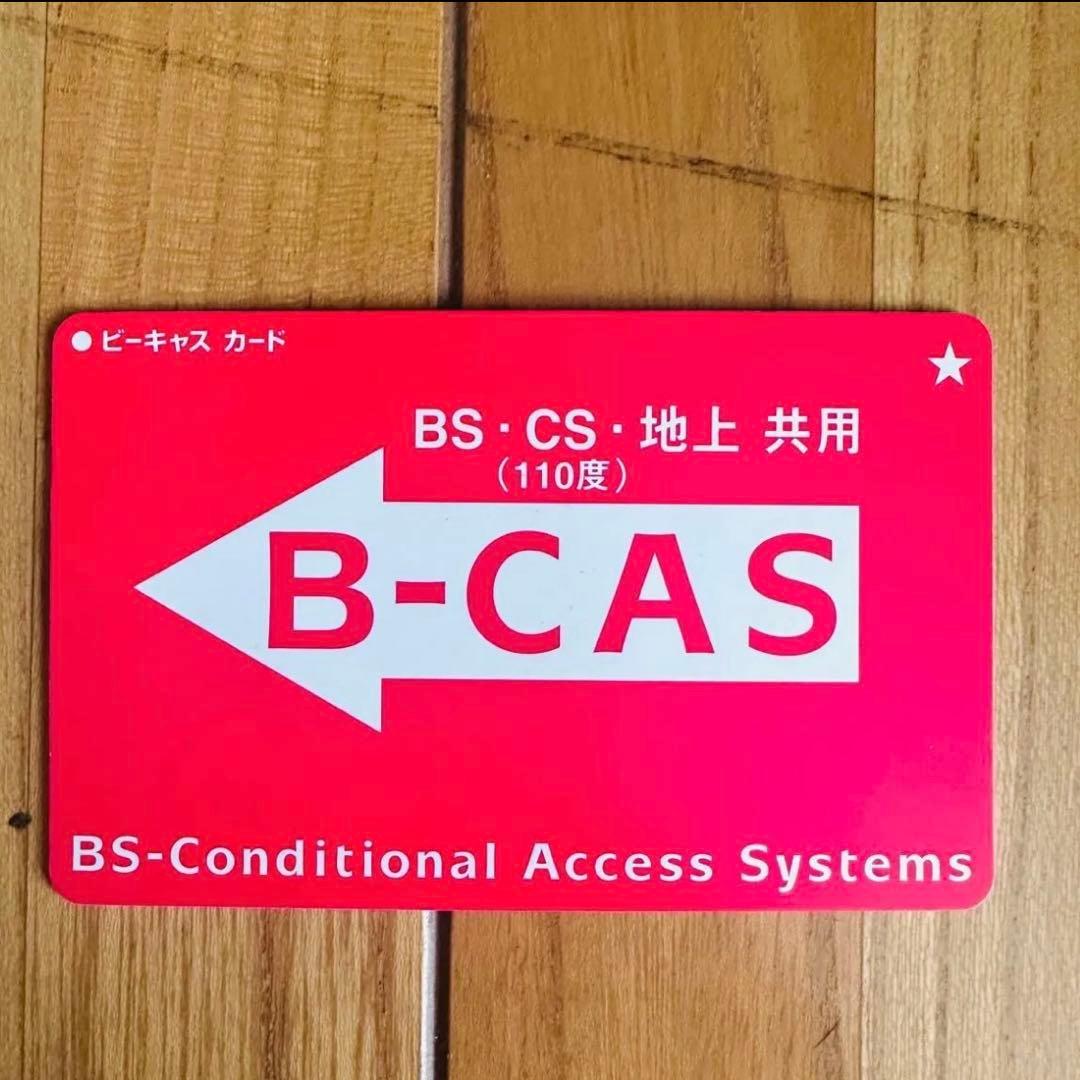 ● ビーキャス カード
★
BS・CS・地上 共用
（110度）
B-CAS
BS-Conditional Access Systems